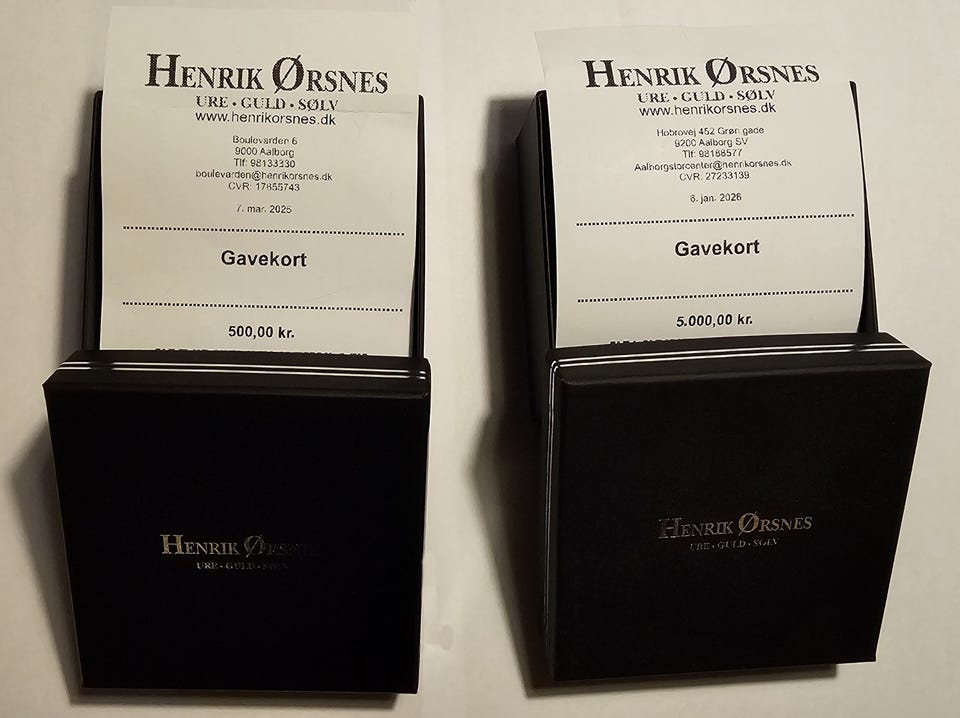 HENRIK ØRSNES
URE • GULD • SØLV
www.henrikorsnes.dk
Boulevarden 6
9000 Aalborg
Tlf: 98133330
boulevarden@henrikorsnes.dk
CVR: 17855743
7. mar. 2025
Gavekort
500,00 kr.
HENRIK ØRSNES
URE • GULD • SØLV
HENRIK ØRSNES
URE • GULD • SØLV
www.henrikorsnes.dk
Hobrovej 452 Grøn gade
9200 Aalborg SV
Tlf: 98188577
Aalborgstorcenter@henrikorsnes.dk
CVR: 27233139
6. jan. 2026
Gavekort
5.000,00 kr.
HENRIK ØRSNES
URE • GULD • SØLV